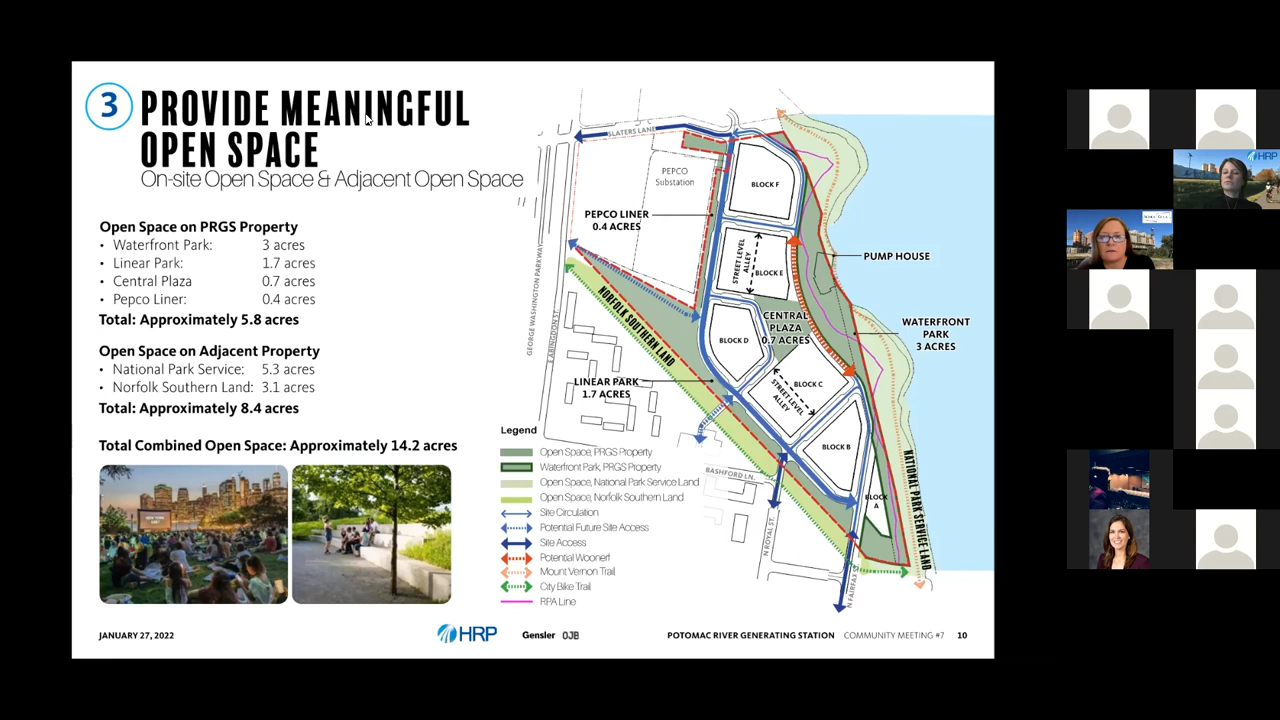 3
PROVIDE MEANINGFUL
OPEN SPACE
On-site Open Space & Adjacent Open Space
Open Space on PRGS Property
• Waterfront Park: 3 acres
• Linear Park: 1.7 acres
• Central Plaza 0.7 acres
• Pepco Liner: 0.4 acres
Total: Approximately 5.8 acres
Open Space on Adjacent Property
• National Park Service: 5.3 acres
• Norfolk Southern Land: 3.1 acres
Total: Approximately 8.4 acres
Total Combined Open Space: Approximately 14.2 acres
SLATERS LANE
PEPCO
Substation
BLOCK F
PEPCO LINER
0.4 ACRES
GEORGE WASHINGTON PARKWAY
E ABINGDON ST.
STREET LEVEL
ALLEY
BLOCK E
PUMP HOUSE
NORFOLK SOUTHERN LAND
CENTRAL
PLAZA
0.7 ACRES
WATERFRONT
PARK
3 ACRES
BLOCK D
LINEAR PARK
1.7 ACRES
BLOCK C
STREET LEVEL
ALLEY
BLOCK B
BASHFORD LN.
BLOCK
A
NATIONAL PARK SERVICE LAND
N ROYAL ST.
N FAIRFAX ST.
Legend
Open Space, PRGS Property
Waterfront Park, PRGS Property
Open Space, National Park Service Land
Open Space, Norfolk Southern Land
Site Circulation
Potential Future Site Access
Site Access
Potential Woonerf
Mount Vernon Trail
City Bike Trail
RPA Line
JANUARY 27, 2022
HRP
Gensler OJB
POTOMAC RIVER GENERATING STATION COMMUNITY MEETING #7 10
HRP